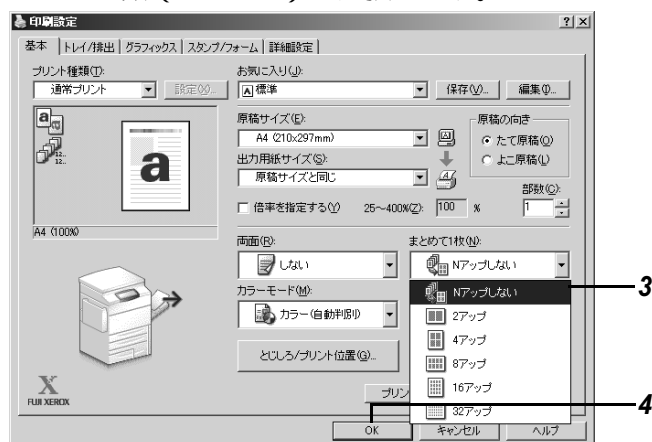 印刷設定
基本 トレイ/排出 グラフィックス スタンプ/フォーム 詳細設定
プリント種類(T): お気に入り(J):
通常プリント 設定(X)... 標準 保存(V)... 編集(I)...
原稿サイズ(E): 原稿の向き
A4 (210x297mm) たて原稿(O)
出力用紙サイズ(S): よこ原稿(L)
原稿サイズと同じ
部数(C):
倍率を指定する(Y) 25~400%(Z): 100 % 1
A4 (100%)
両面(R): まとめて1枚(N):
しない Nアップしない
カラーモード(M): Nアップしない 3
カラー(自動判別) 2アップ
4アップ
とじしろ/プリント位置(G)... 8アップ
16アップ
FUJI XEROX プリン 32アップ 4
OK キャンセル ヘルプ